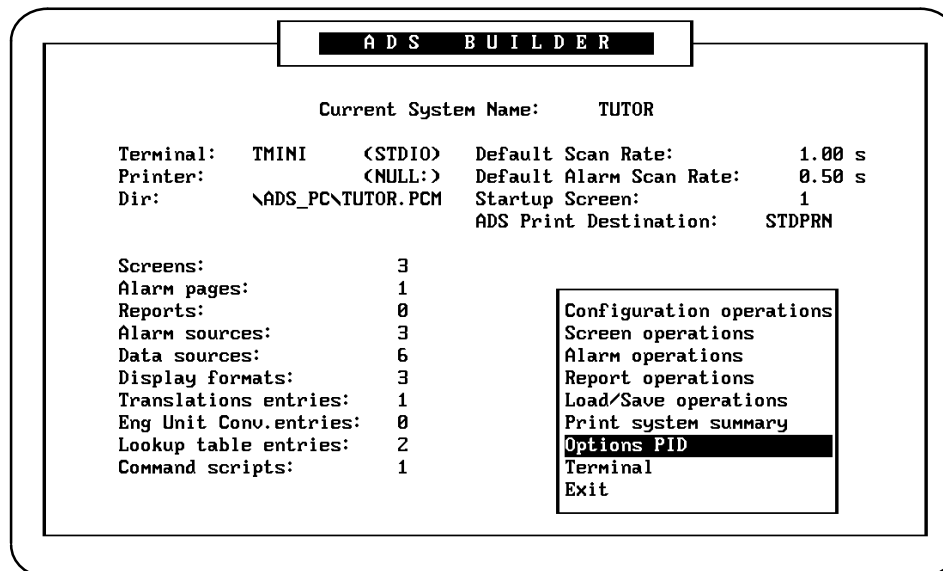 ADS BUILDER
Current System Name: TUTOR
Terminal: TMINI (STDIO) Default Scan Rate: 1.00 s
Printer: (NULL:) Default Alarm Scan Rate: 0.50 s
Dir: \ADS_PC\TUTOR.PCM Startup Screen: 1
ADS Print Destination: STDPRN
Screens: 3
Alarm pages: 1
Reports: 0
Alarm sources: 3
Data sources: 6
Display formats: 3
Translations entries: 1
Eng Unit Conv.entries: 0
Lookup table entries: 2
Command scripts: 1
Configuration operations
Screen operations
Alarm operations
Report operations
Load/Save operations
Print system summary
Options PID
Terminal
Exit